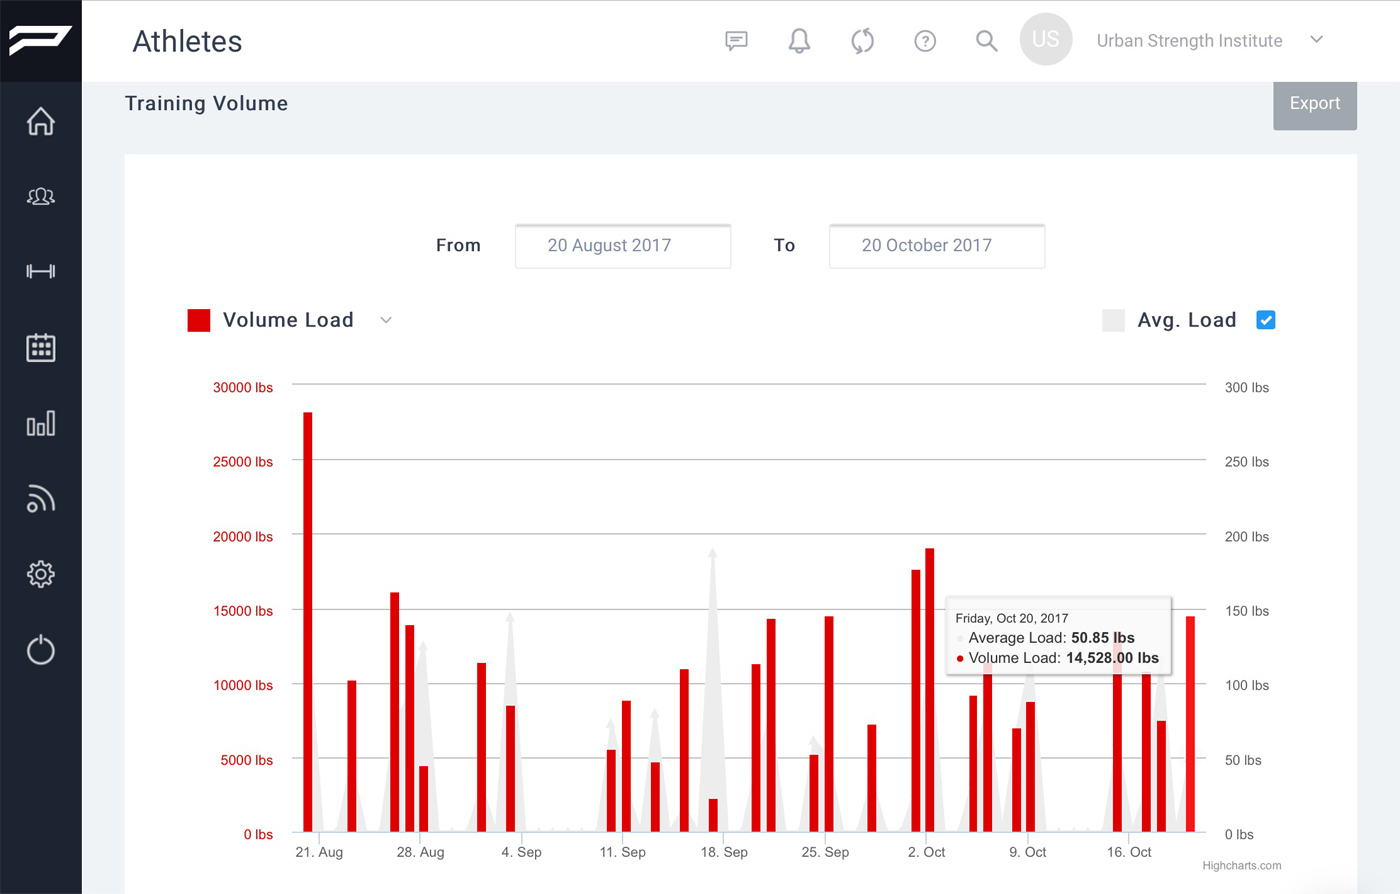 Athletes
US
Urban Strength Institute
Training Volume
Export
From
20 August 2017
To
20 October 2017
Volume Load
Avg. Load
30000 lbs
300 lbs
25000 lbs
250 lbs
20000 lbs
200 lbs
15000 lbs
150 lbs
Friday, Oct 20, 2017
Average Load: 50.85 lbs
Volume Load: 14,528.00 lbs
10000 lbs
100 lbs
5000 lbs
50 lbs
0 lbs
0 lbs
21. Aug
28. Aug
4. Sep
11. Sep
18. Sep
25. Sep
2. Oct
9. Oct
16. Oct
Highcharts.com